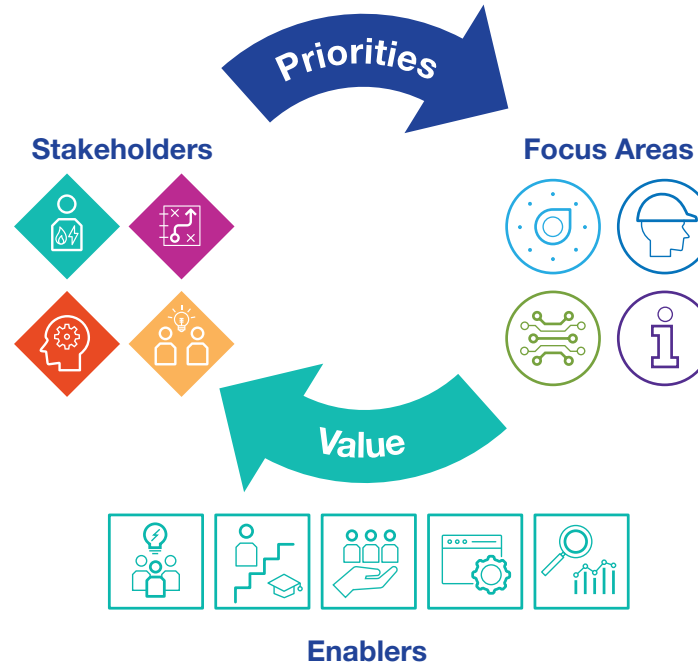 Priorities
Stakeholders
Focus Areas
Value
Enablers